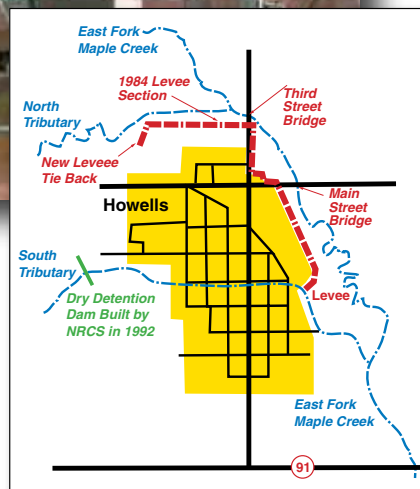 East Fork
Maple Creek
1984 Levee
Section
Third
Street
Bridge
North
Tributary
New Leveee
Tie Back
Howells
Main
Street
Bridge
South
Tributary
Levee
Dry Detention
Dam Built by
NRCS in 1992
East Fork
Maple Creek
91